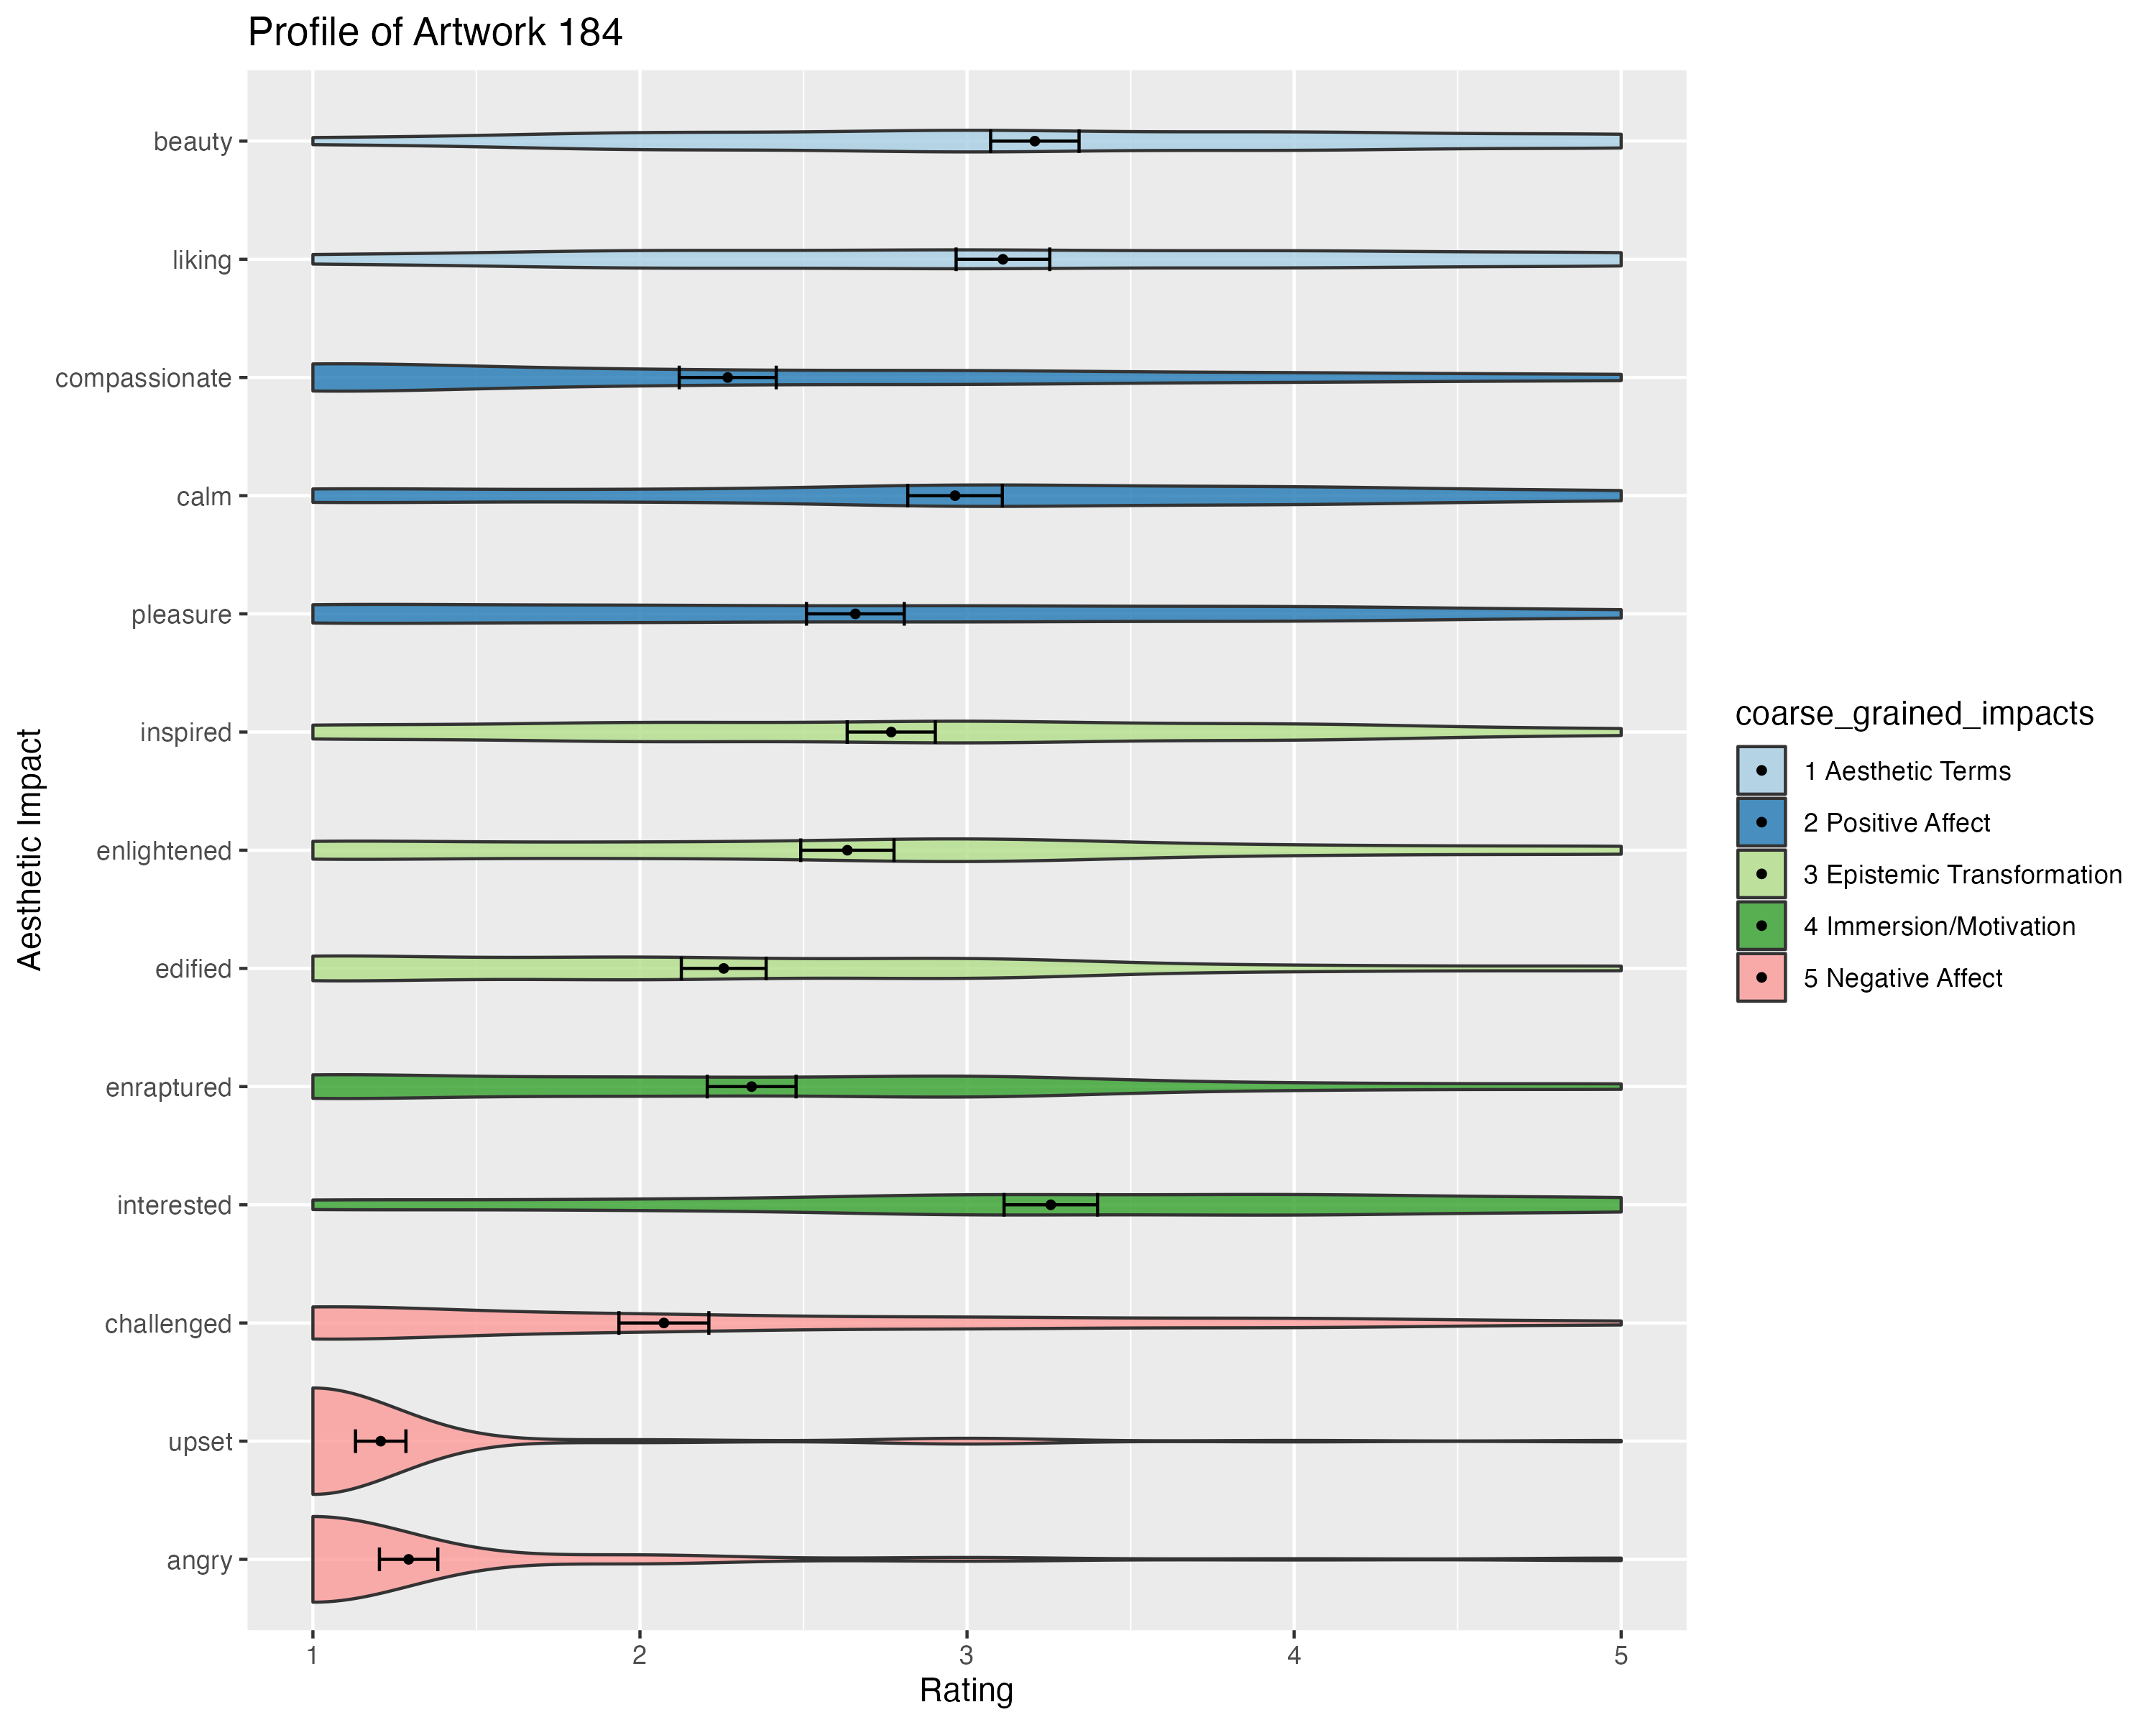 Profile of Artwork 184
Aesthetic Impact
beauty
liking
compassionate
calm
pleasure
inspired
enlightened
edified
enraptured
interested
challenged
upset
angry
1 2 3 4 5
Rating
coarse_grained_impacts
1 Aesthetic Terms
2 Positive Affect
3 Epistemic Transformation
4 Immersion/Motivation
5 Negative Affect